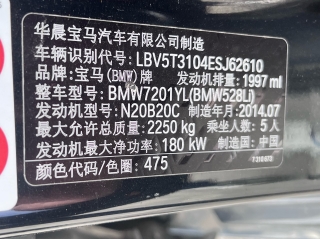 华晨宝马汽车有限公司制造
车辆识别代号: LBV5T3104ESJ62610
品牌: 宝马(BMW)牌 发动机排量: 1997 ml
整车型号: BMW7201YL(BMW528Li)
发动机型号: N20B20C 制造年月: 2014.07
最大允许总质量: 2250 kg 乘坐人数: 5人
发动机最大净功率: 180 kW 制造国: 中国
颜色代码/色圈: 475